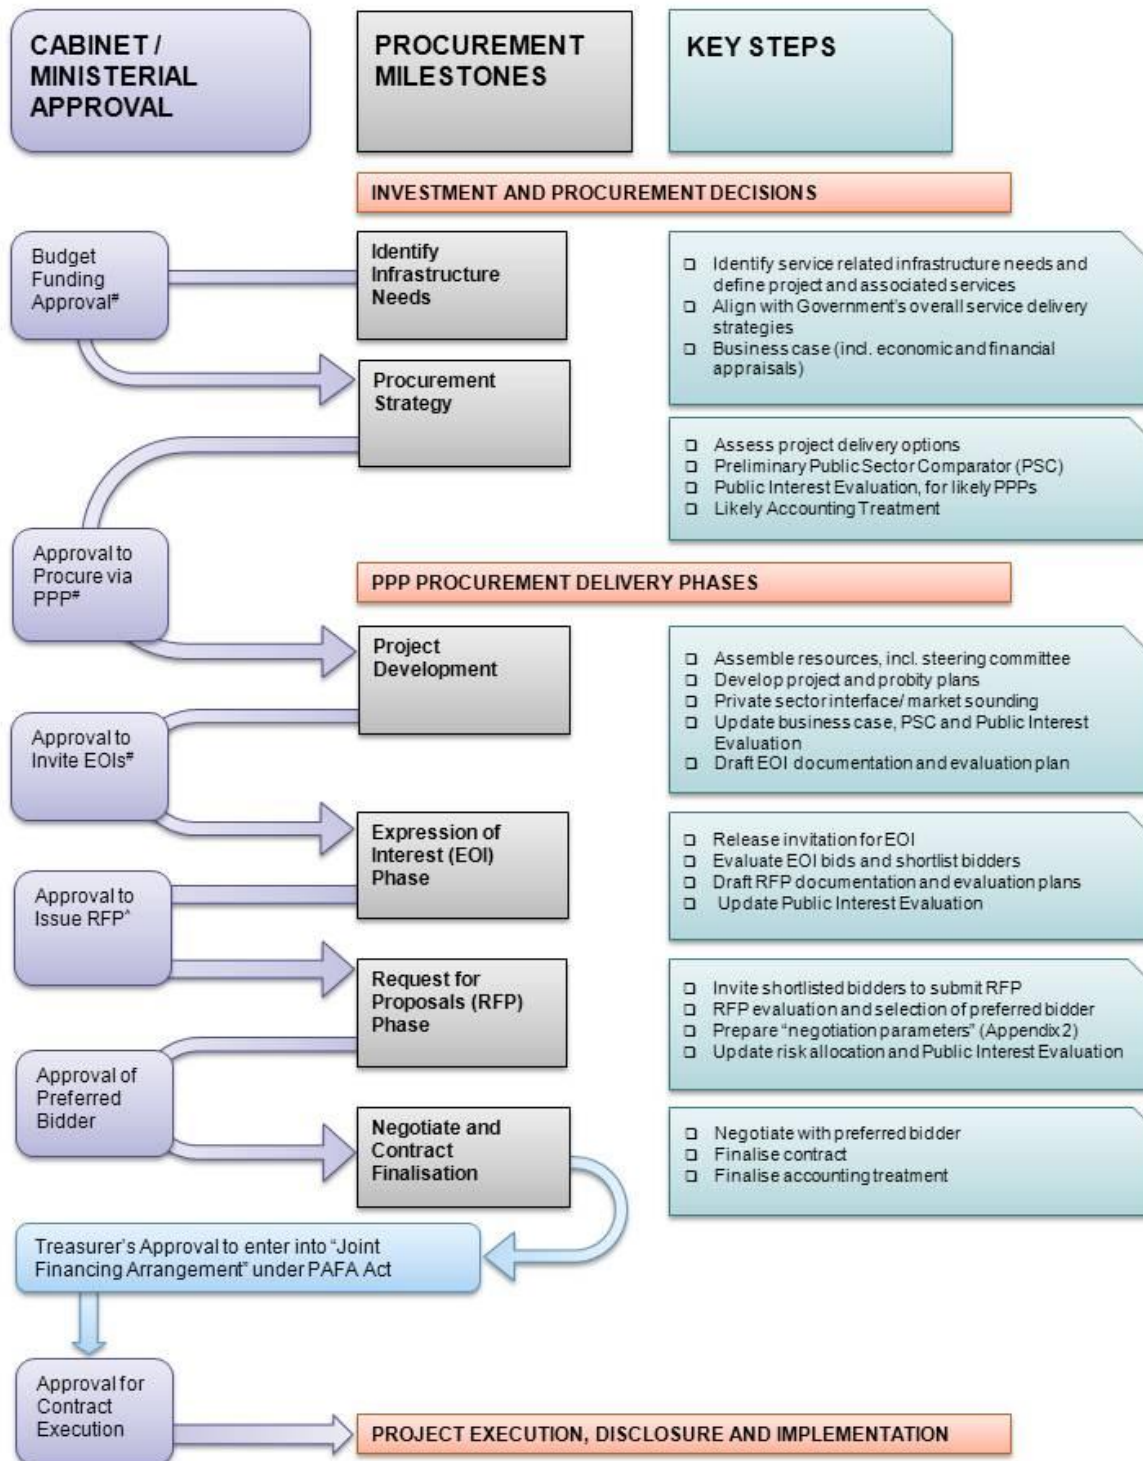 CABINET /
MINISTERIAL
APPROVAL
PROCUREMENT
MILESTONES
KEY STEPS
INVESTMENT AND PROCUREMENT DECISIONS
Budget
Funding
Approval#
Identify
Infrastructure
Needs
❑ Identify service related infrastructure needs and
define project and associated services
❑ Align with Government's overall service delivery
strategies
❑ Business case (incl. economic and financial
appraisals)
Procurement
Strategy
❑ Assess project delivery options
❑ Preliminary Public Sector Comparator (PSC)
❑ Public Interest Evaluation, for likely PPPs
❑ Likely Accounting Treatment
Approval to
Procure via
PPP#
PPP PROCUREMENT DELIVERY PHASES
Project
Development
❑ Assemble resources, incl. steering committee
❑ Develop project and probity plans
❑ Private sector interface/ market sounding
❑ Update business case, PSC and Public Interest
Evaluation
❑ Draft EOI documentation and evaluation plan
Approval to
Invite EOIs#
Expression of
Interest (EOI)
Phase
❑ Release invitation for EOI
❑ Evaluate EOI bids and shortlist bidders
❑ Draft RFP documentation and evaluation plans
❑ Update Public Interest Evaluation
Approval to
Issue RFP^
Request for
Proposals (RFP)
Phase
❑ Invite shortlisted bidders to submit RFP
❑ RFP evaluation and selection of preferred bidder
❑ Prepare "negotiation parameters" (Appendix 2)
❑ Update risk allocation and Public Interest Evaluation
Approval of
Preferred
Bidder
Negotiate and
Contract
Finalisation
❑ Negotiate with preferred bidder
❑ Finalise contract
❑ Finalise accounting treatment
Treasurer's Approval to enter into "Joint
Financing Arrangement" under PAFA Act
Approval for
Contract
Execution
PROJECT EXECUTION, DISCLOSURE AND IMPLEMENTATION